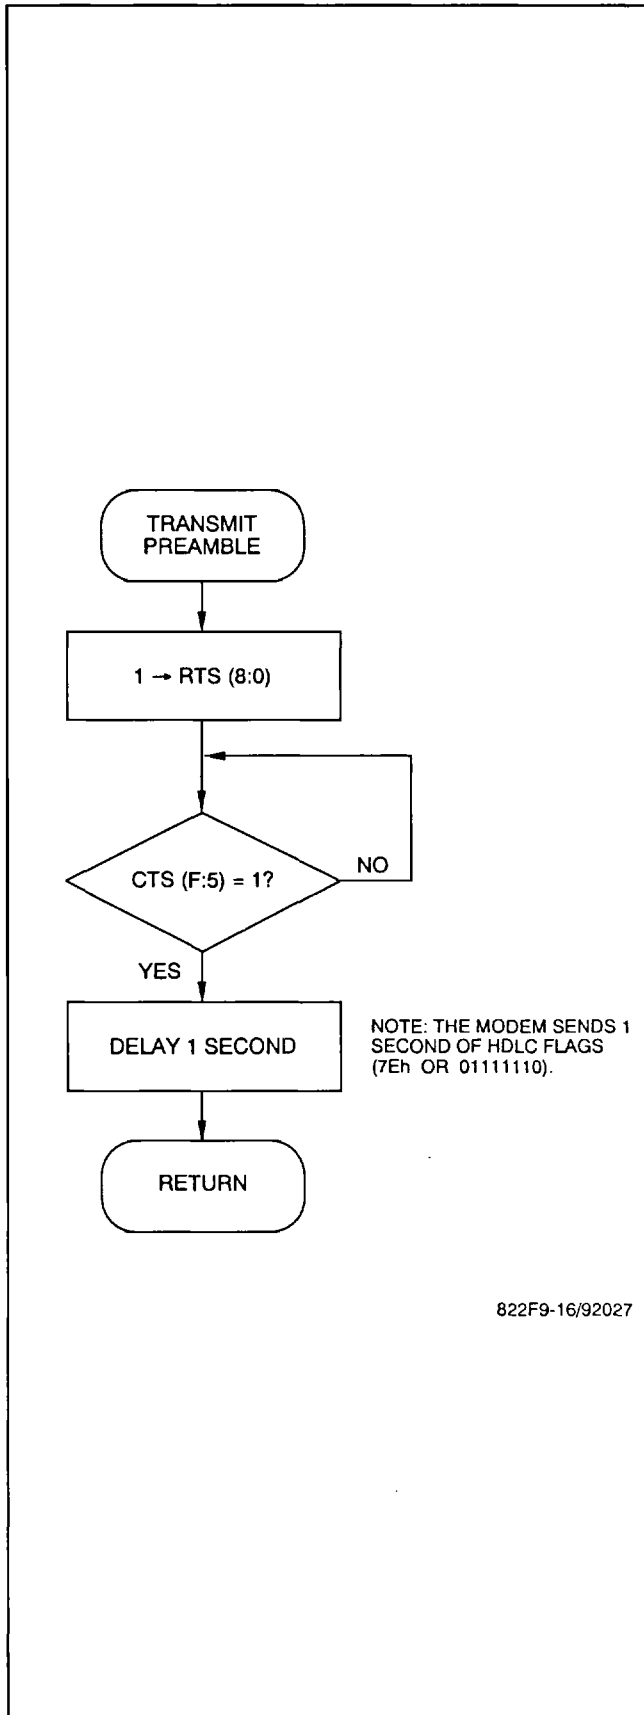 TRANSMIT
PREAMBLE
1 → RTS (8:0)
CTS (F:5) = 1?
NO
YES
DELAY 1 SECOND
NOTE: THE MODEM SENDS 1
SECOND OF HDLC FLAGS
(7Eh OR 01111110).
RETURN
822F9-16/92027